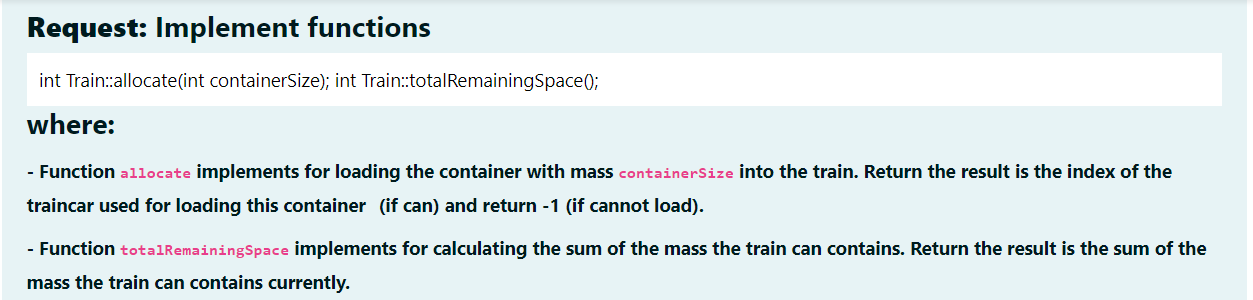 Request: Implement functions
int Train::allocate(int containerSize); int Train::totalRemainingSpace();
where:
- Function allocate implements for loading the container with mass containerSize into the train. Return the result is the index of the
traincar used for loading this container (if can) and return -1 (if cannot load).
- Function totalRemainingSpace implements for calculating the sum of the mass the train can contains. Return the result is the sum of the
mass the train can contains currently.